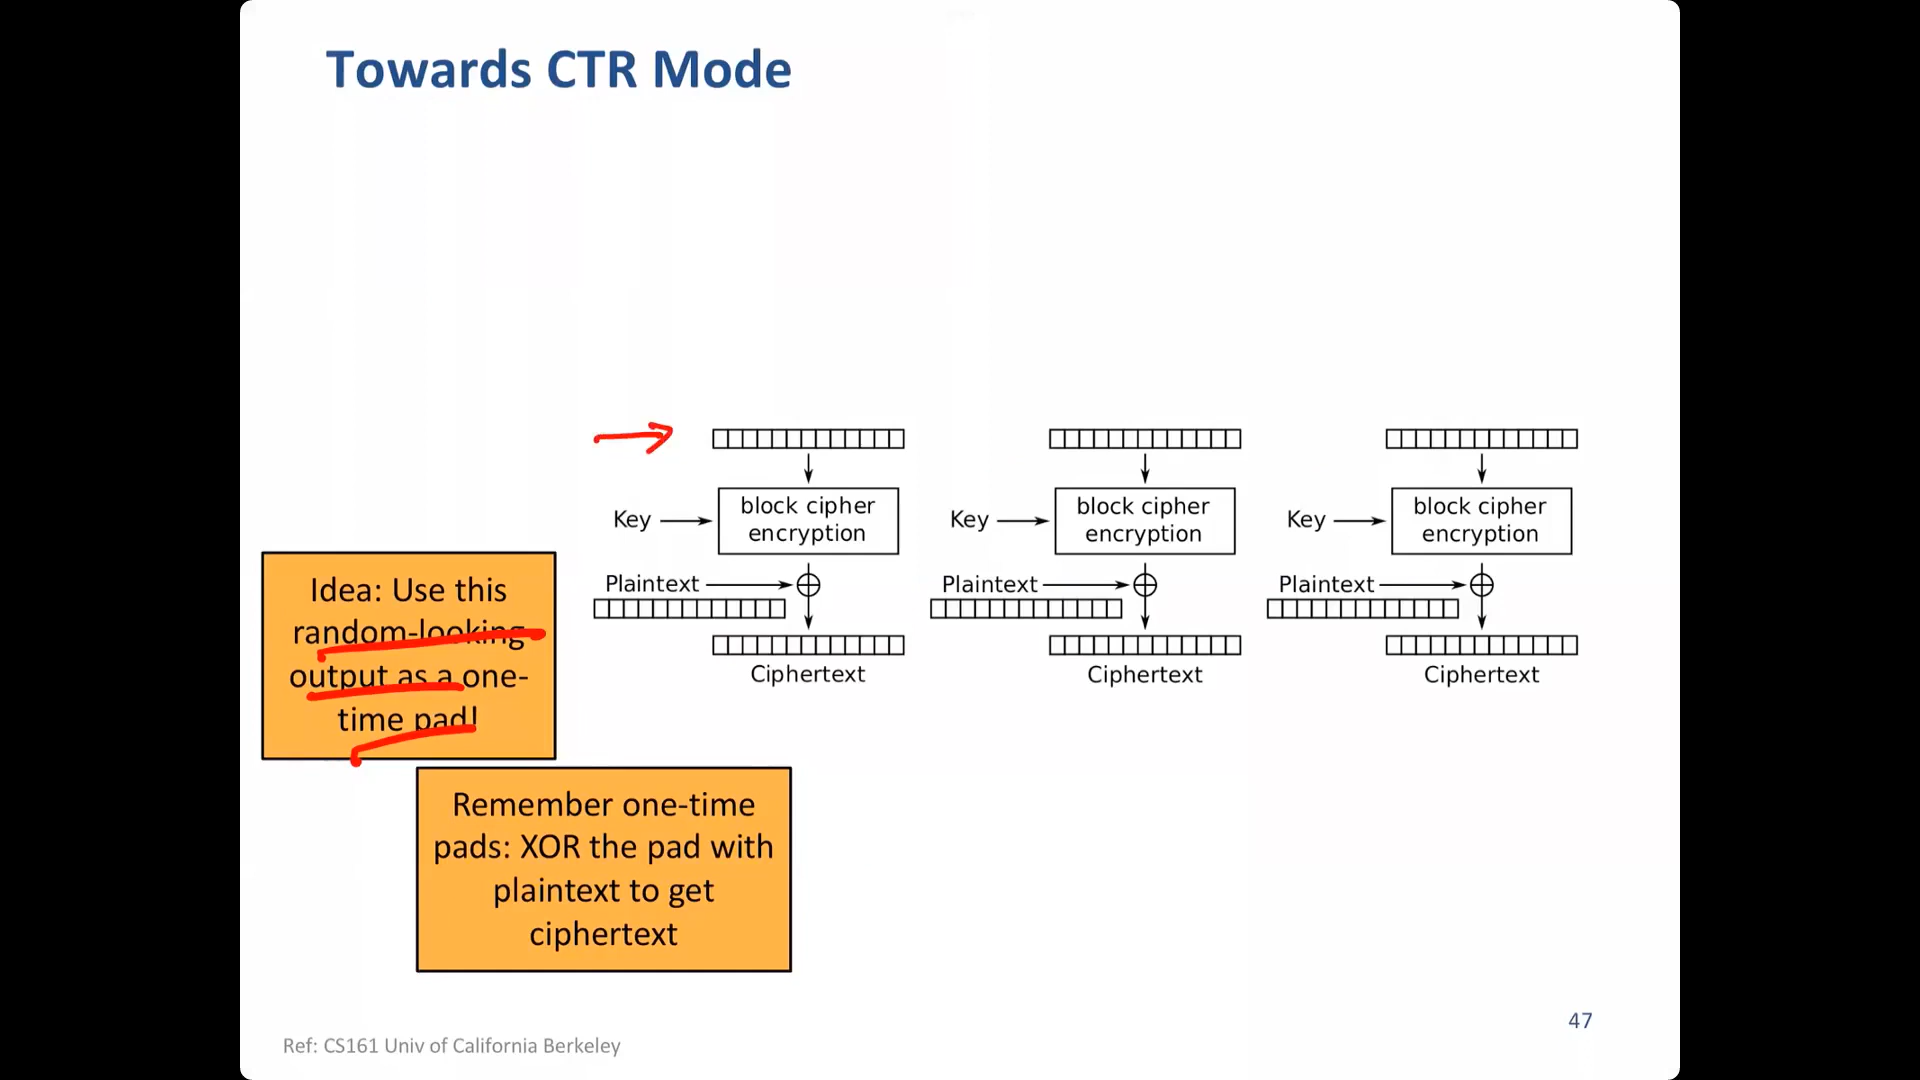 Towards CTR Mode
block cipher
encryption
Key
Plaintext
Ciphertext
block cipher
encryption
Key
Plaintext
Ciphertext
block cipher
encryption
Key
Plaintext
Ciphertext
Idea: Use this
random-looking
output as a one-
time pad!
Remember one-time
pads: XOR the pad with
plaintext to get
ciphertext
47
Ref: CS161 Univ of California Berkeley